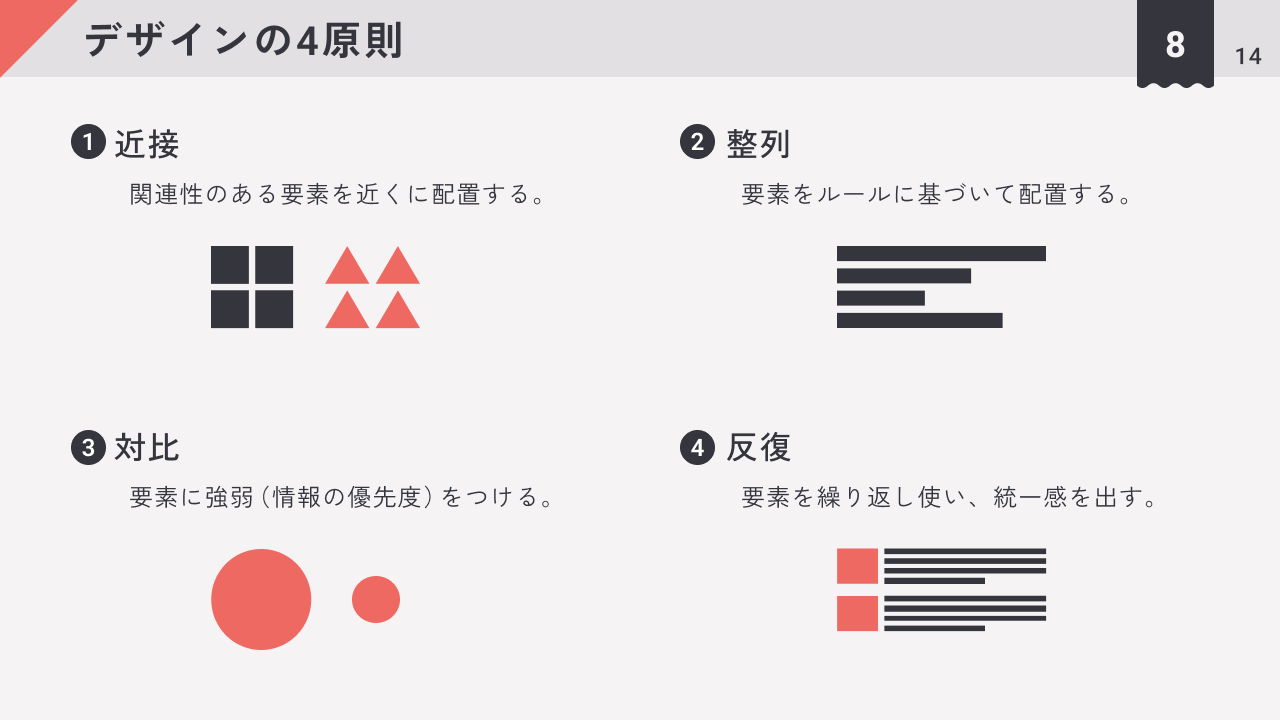 デザインの4原則
8
14
1 近接
関連性のある要素を近くに配置する。
2 整列
要素をルールに基づいて配置する。
3 対比
要素に強弱（情報の優先度）をつける。
4 反復
要素を繰り返し使い、統一感を出す。